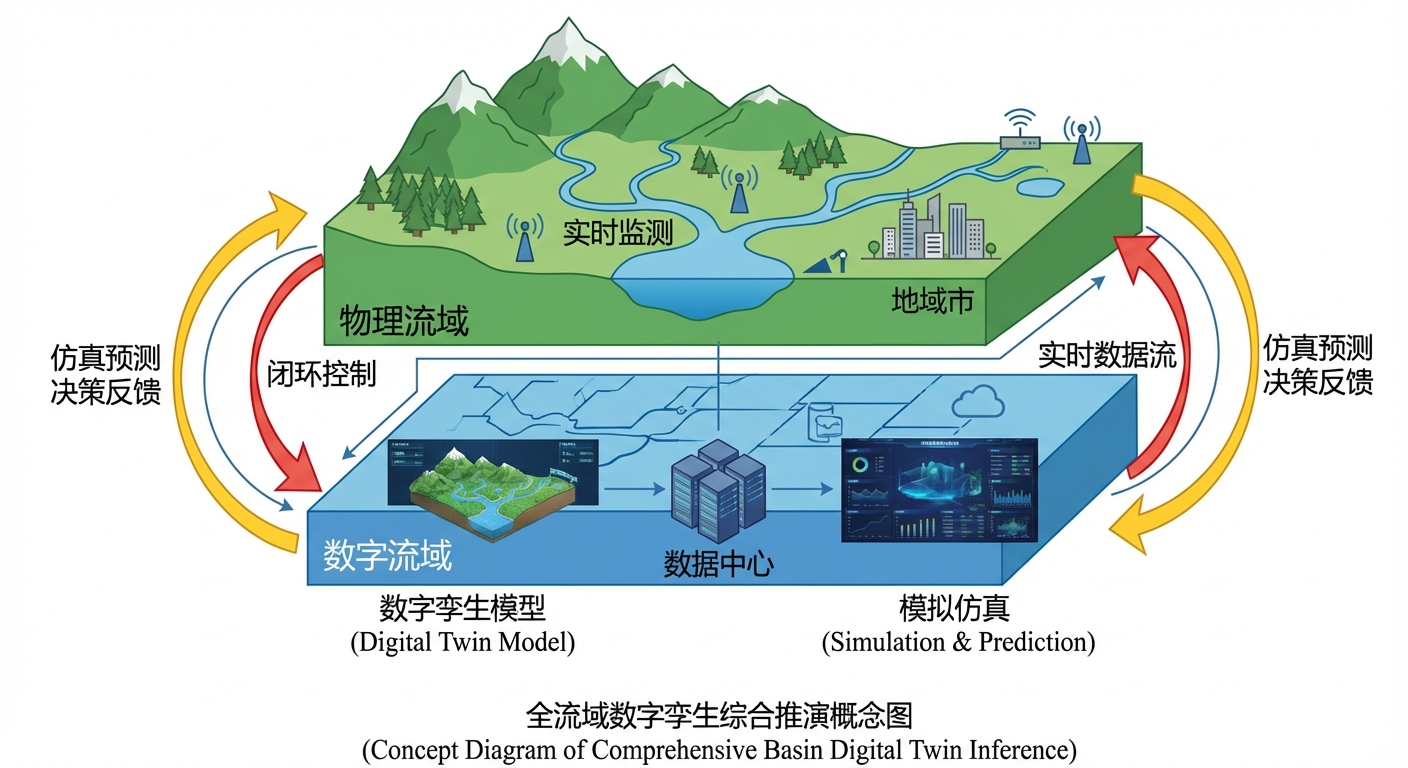 实时监测
物理流域
地域市
仿真预测
决策反馈
闭环控制
实时数据流
仿真预测
决策反馈
数字流域
数据中心
数字孪生模型
(Digital Twin Model)
模拟仿真
(Simulation & Prediction)
全流域数字孪生综合推演概念图
(Concept Diagram of Comprehensive Basin Digital Twin Inference)